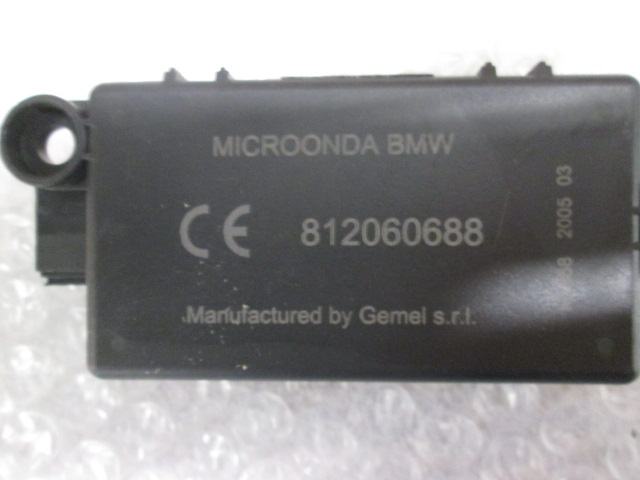 MICROONDA BMW
CE 812060688
Manufactured by Gemel s.r.l.
2005 03